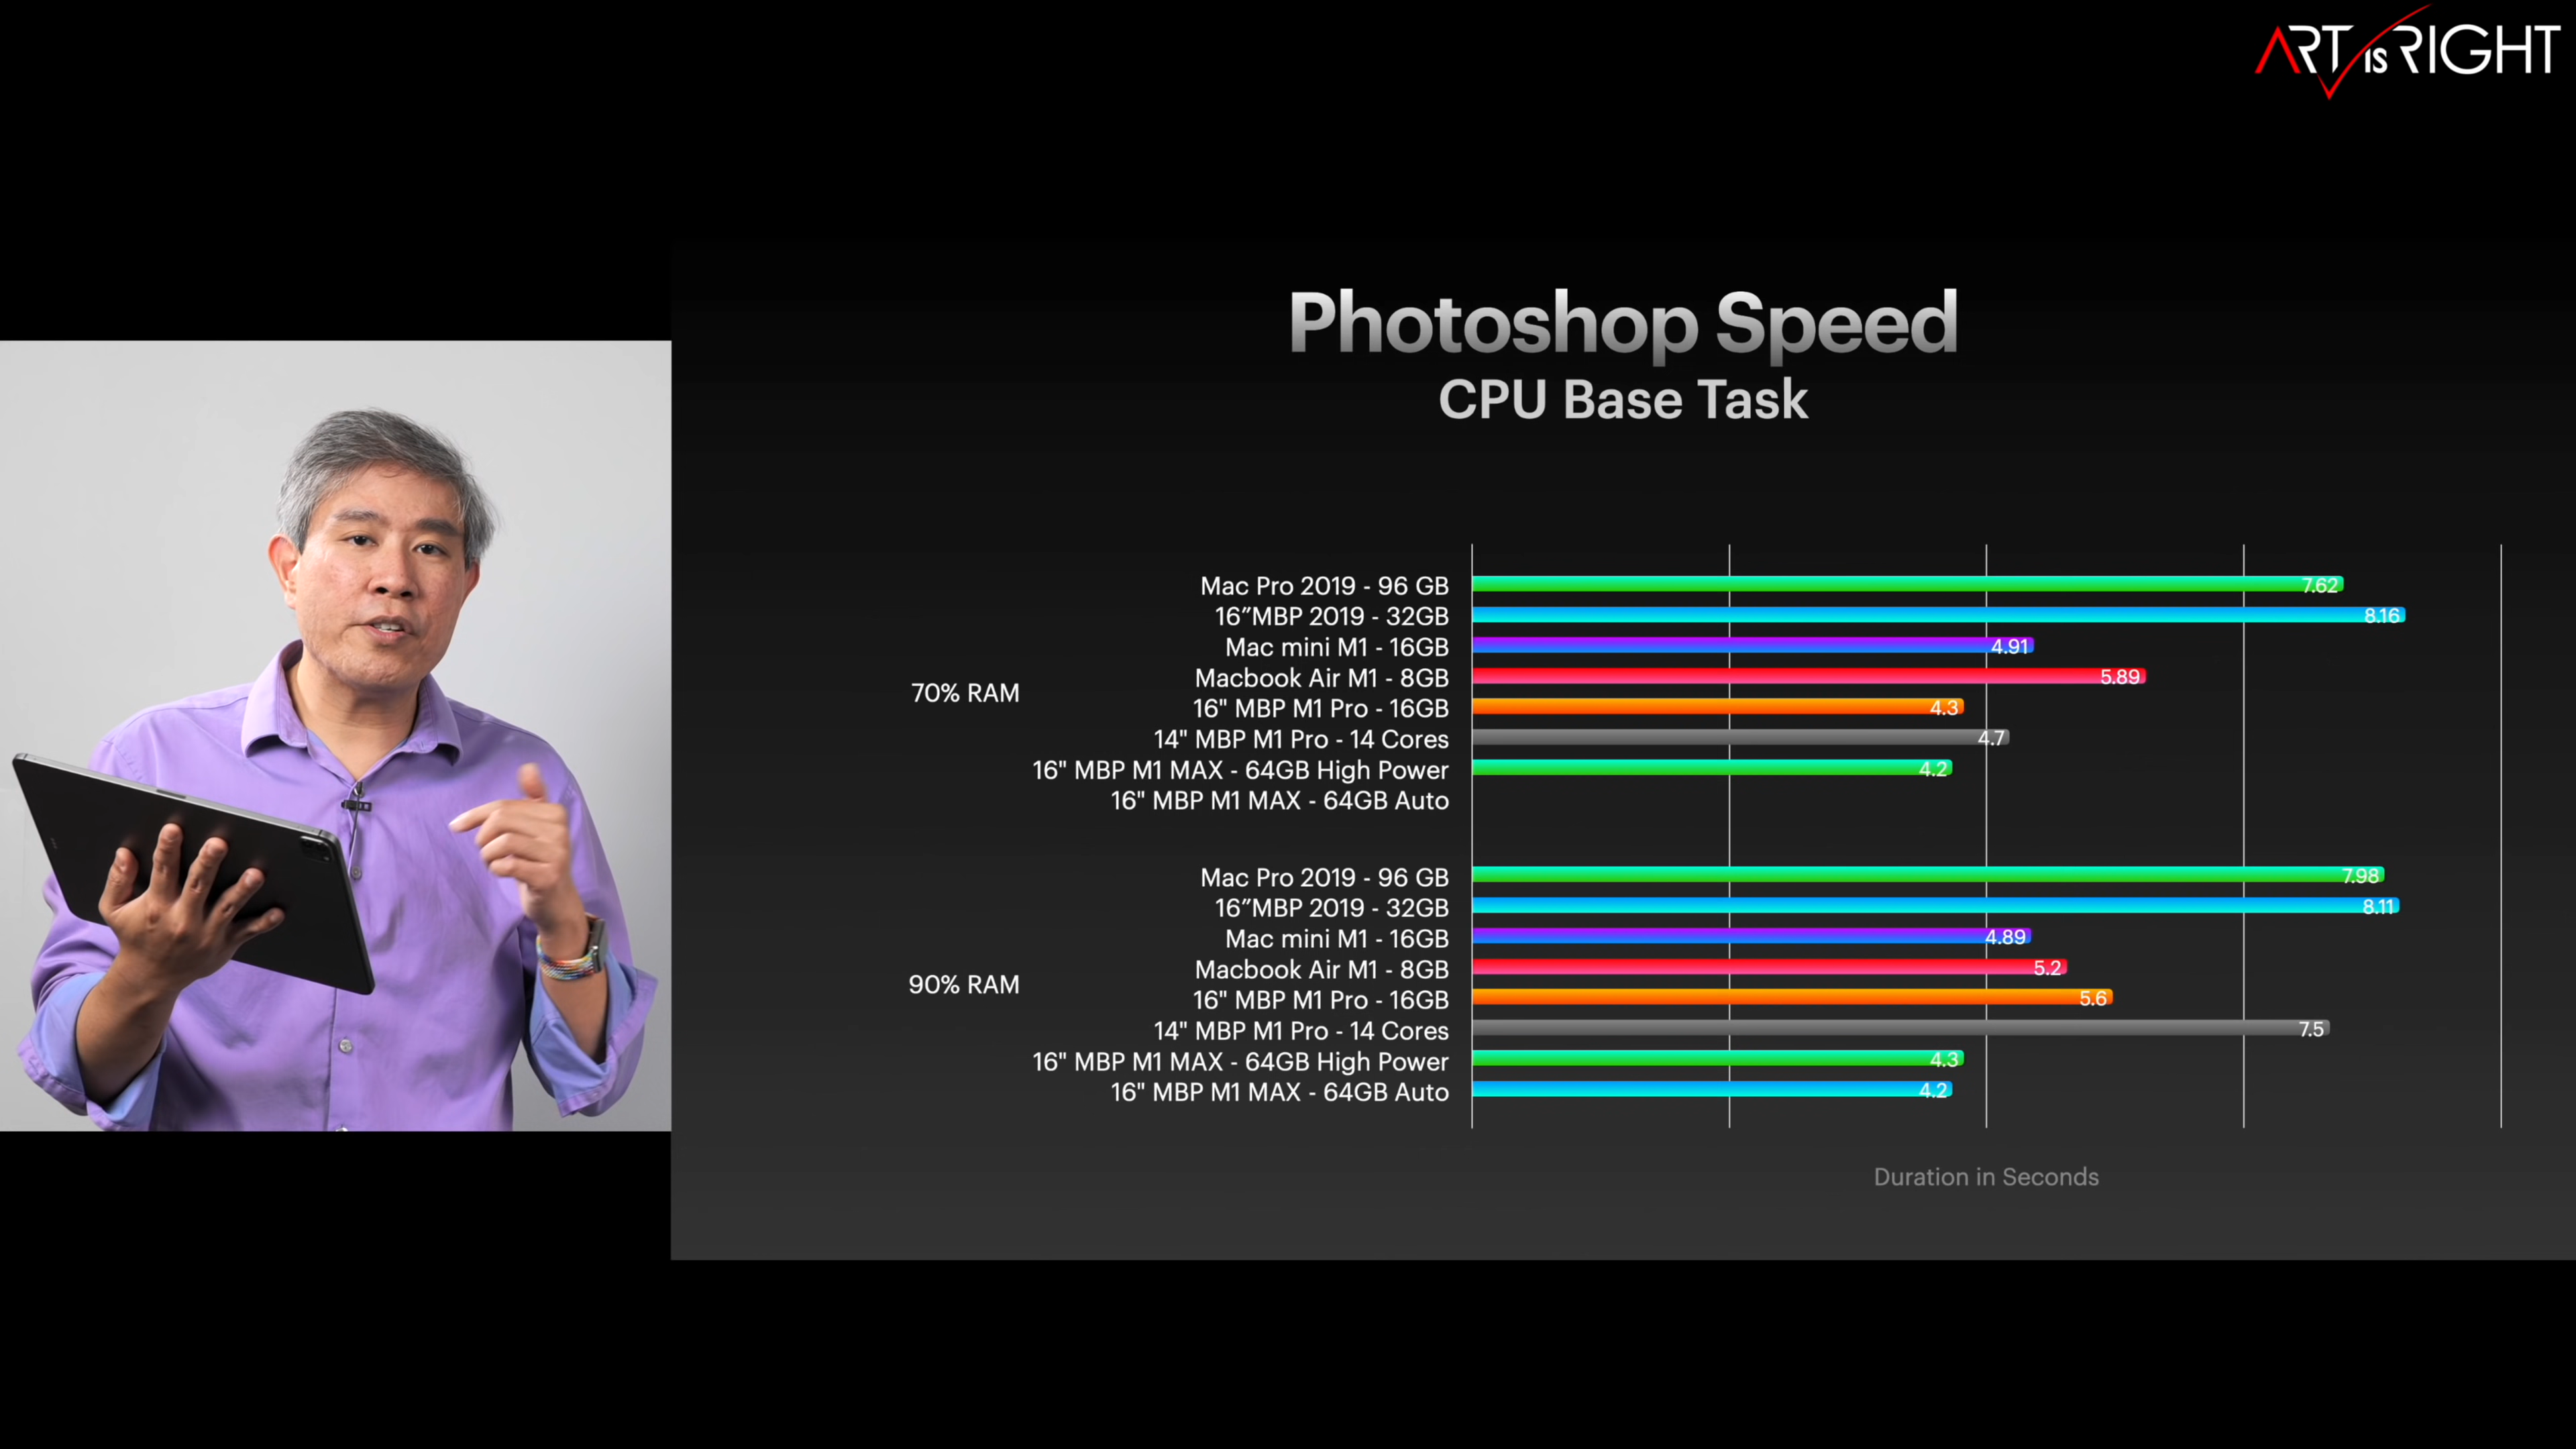 ART is RIGHT
Photoshop Speed
CPU Base Task
70% RAM
Mac Pro 2019 - 96 GB 7.62
16”MBP 2019 - 32GB 8.16
Mac mini M1 - 16GB 4.91
Macbook Air M1 - 8GB 5.89
16" MBP M1 Pro - 16GB 4.3
14" MBP M1 Pro - 14 Cores 4.7
16" MBP M1 MAX - 64GB High Power 4.2
16" MBP M1 MAX - 64GB Auto
90% RAM
Mac Pro 2019 - 96 GB 7.98
16”MBP 2019 - 32GB 8.11
Mac mini M1 - 16GB 4.89
Macbook Air M1 - 8GB 5.2
16" MBP M1 Pro - 16GB 5.6
14" MBP M1 Pro - 14 Cores 7.5
16" MBP M1 MAX - 64GB High Power 4.3
16" MBP M1 MAX - 64GB Auto 4.2
Duration in Seconds